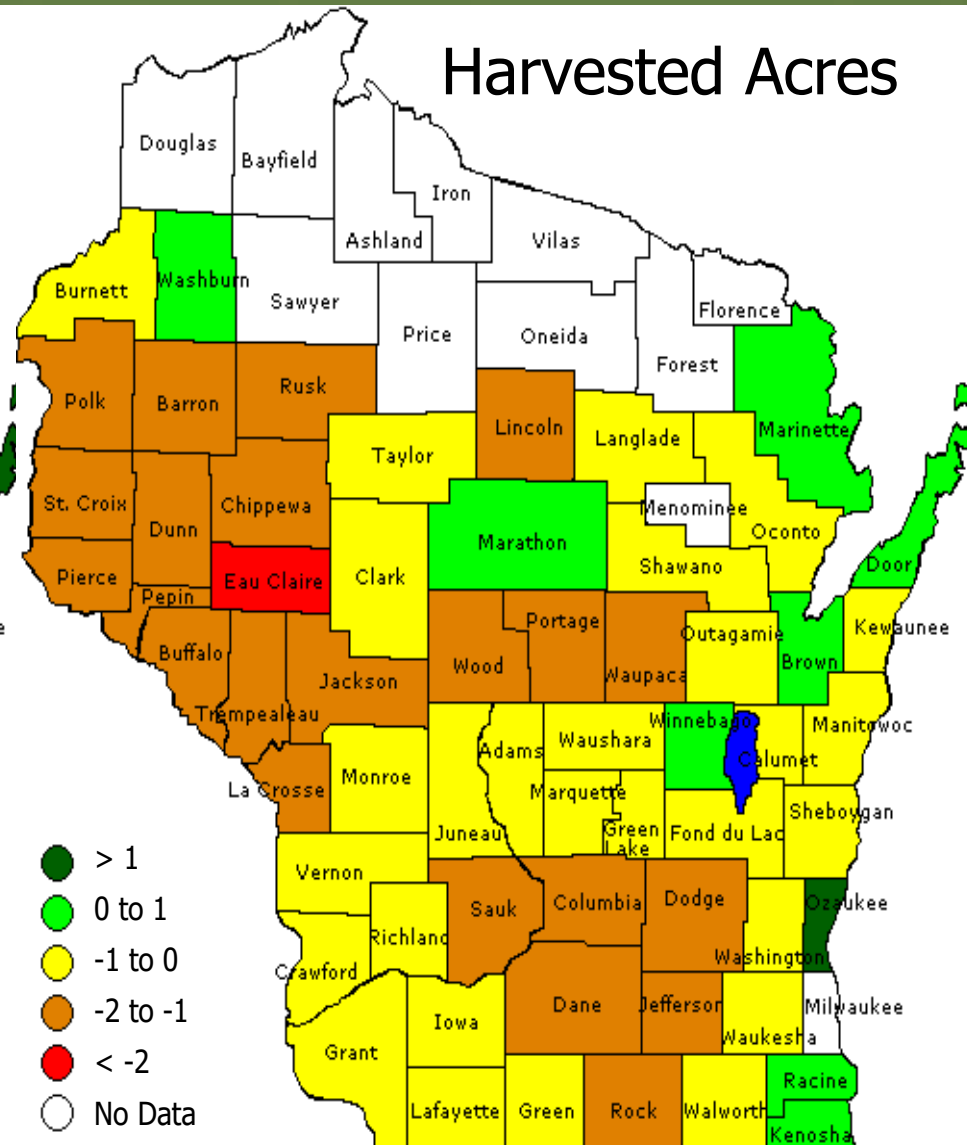 Harvested Acres
Douglas
Bayfield
Iron
Ashland
Vilas
Burnett
Washburn
Sawyer
Florence
Price
Oneida
Forest
Polk
Barron
Rusk
Lincoln
Langlade
Marinette
Taylor
St. Croix
Chippewa
Menominee
Dunn
Marathon
Oconto
Pierce
Eau Claire
Clark
Shawano
Door
Pepin
Portage
Outagamie
Kewaunee
Buffalo
Wood
Waupaca
Brown
Jackson
Trempealeau
Winnebago
Manitowoc
Adams
Waushara
Calumet
Monroe
La Crosse
Marquette
Sheboygan
Juneau
Green
Lake
Fond du Lac
> 1
Vernon
0 to 1
Sauk
Columbia
Dodge
Ozaukee
Richland
-1 to 0
Crawford
Washington
-2 to -1
Dane
Jefferson
Milwaukee
Iowa
Waukesha
< -2
Grant
Racine
No Data
Lafayette
Green
Rock
Walworth
Kenosha